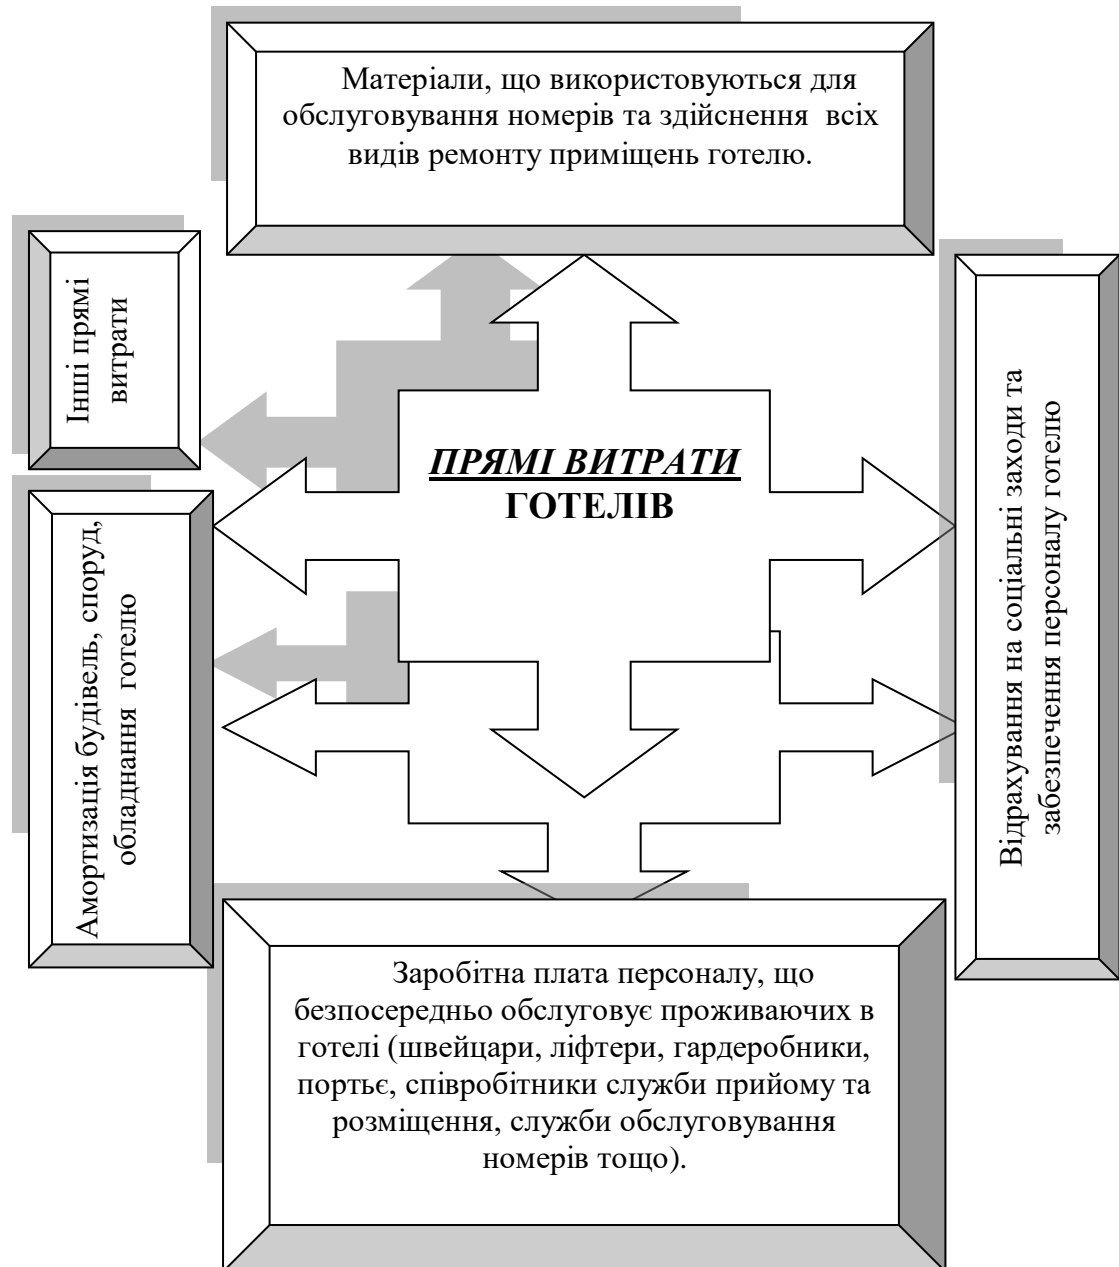 Матеріали, що використовуються для
обслуговування номерів та здійснення всіх
видів ремонту приміщень готелю.
Інші прямі
витрати
ПРЯМІ ВИТРАТИ
ГОТЕЛІВ
Амортизація будівель, споруд,
обладнання готелю
Відрахування на соціальні заходи та
забезпечення персоналу готелю
Заробітна плата персоналу, що
безпосередньо обслуговує проживаючих в
готелі (швейцари, ліфтери, гардеробники,
портьє, співробітники служби прийому та
розміщення, служби обслуговування
номерів тощо).